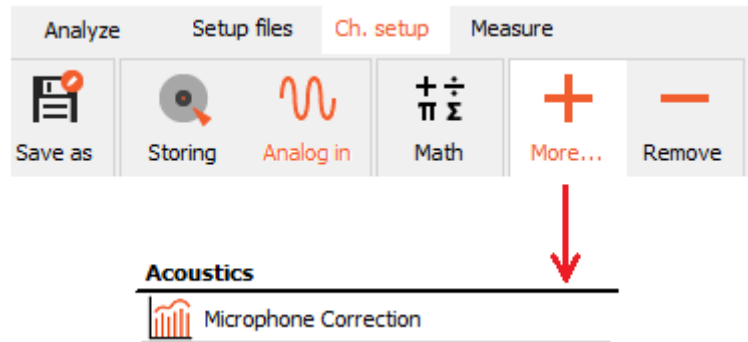 Analyze Setup files Ch. setup Measure
Save as Storing Analog in Math More... Remove
Acoustics
Microphone Correction